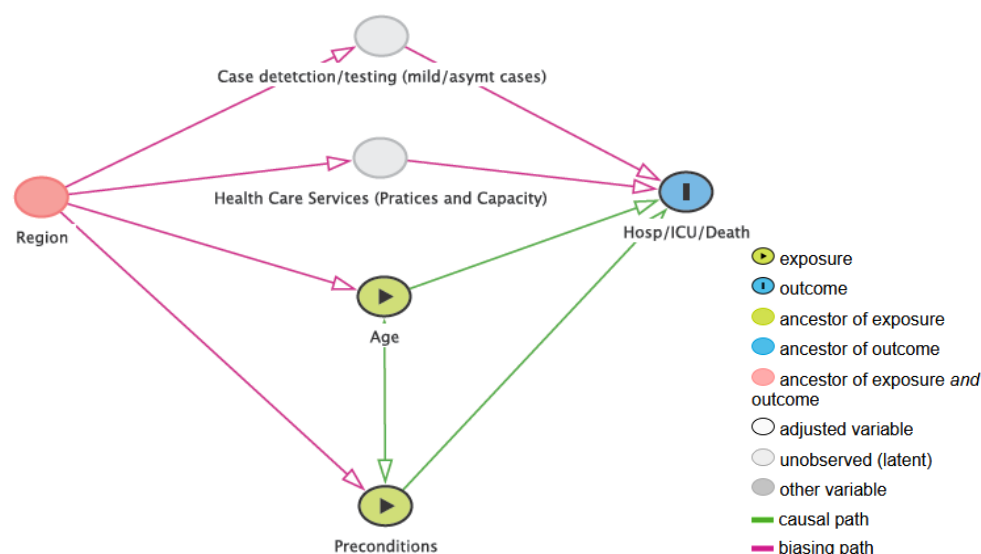 Case detetction/testing (mild/asymt cases)
Health Care Services (Pratices and Capacity)
Region
Hosp/ICU/Death
Age
Preconditions
exposure
outcome
ancestor of exposure
ancestor of outcome
ancestor of exposure and
outcome
adjusted variable
unobserved (latent)
other variable
causal path
biasing path